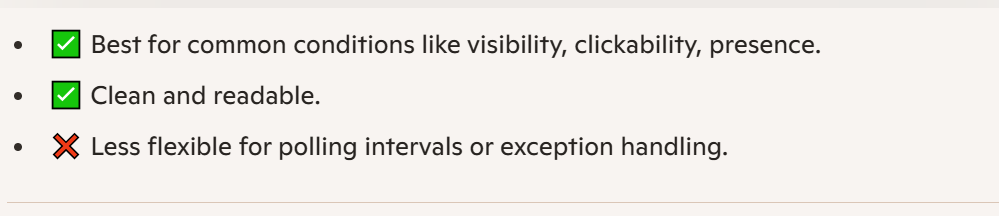 ✅ Best for common conditions like visibility, clickability, presence.
✅ Clean and readable.
❌ Less flexible for polling intervals or exception handling.